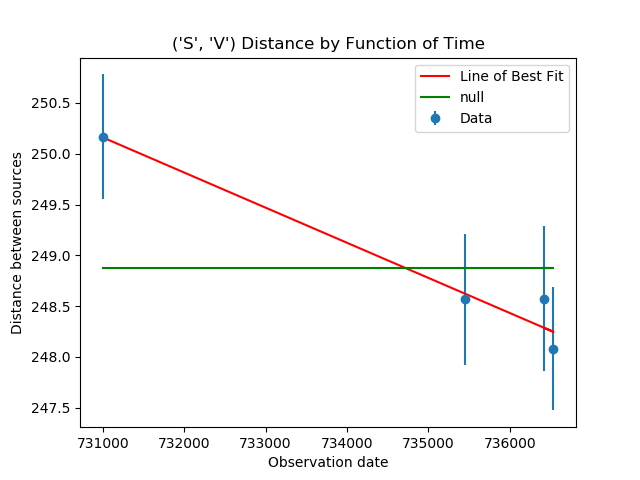 ('S', 'V') Distance by Function of Time
Line of Best Fit
null
Data
Distance between sources
250.5
250.0
249.5
249.0
248.5
248.0
247.5
731000 732000 733000 734000 735000 736000
Observation date